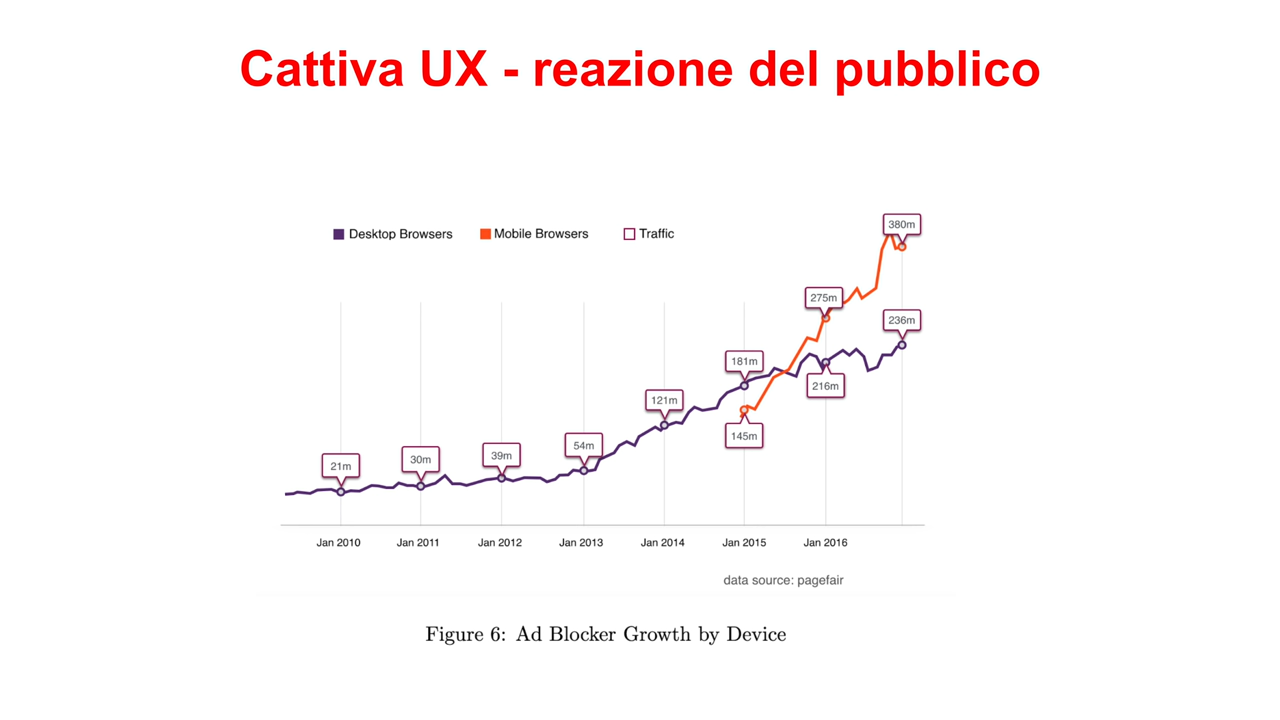 Cattiva UX - reazione del pubblico
Desktop Browsers Mobile Browsers Traffic
380m
275m
236m
181m
216m
121m
145m
54m
39m
30m
21m
Jan 2010 Jan 2011 Jan 2012 Jan 2013 Jan 2014 Jan 2015 Jan 2016
data source: pagefair
Figure 6: Ad Blocker Growth by Device